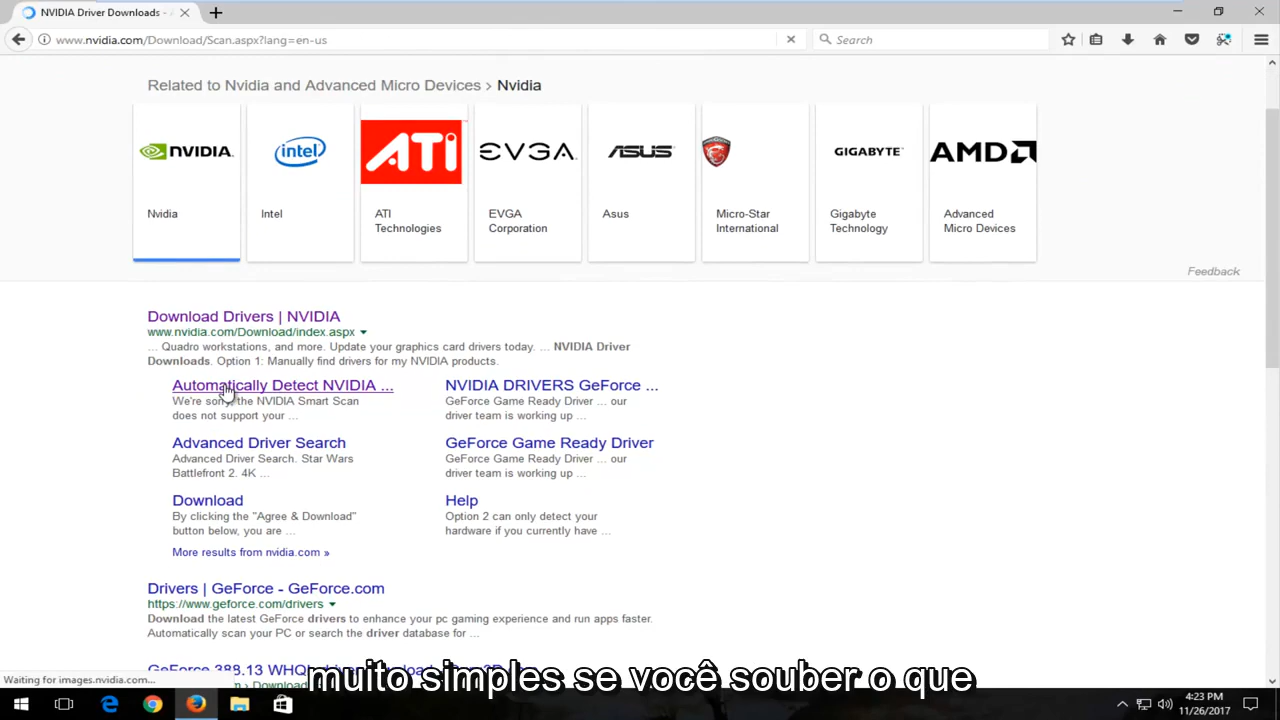 NVIDIA Driver Downloads -
www.nvidia.com/Download/Scan.aspx?lang=en-us
Search
Related to Nvidia and Advanced Micro Devices > Nvidia
NVIDIA.
intel
ATI
EVGA.
ASUS
GIGABYTE
AMD
Nvidia
Intel
ATI
Technologies
EVGA
Corporation
Asus
Micro-Star
International
Gigabyte
Technology
Advanced
Micro Devices
Feedback
Download Drivers | NVIDIA
www.nvidia.com/Download/index.aspx
... Quadro workstations, and more. Update your graphics card drivers today. ... NVIDIA Driver
Downloads. Option 1: Manually find drivers for my NVIDIA products.
Automatically Detect NVIDIA ...
We're sorry, the NVIDIA Smart Scan
does not support your ...
NVIDIA DRIVERS GeForce ...
GeForce Game Ready Driver ... our
driver team is working up ...
Advanced Driver Search
Advanced Driver Search. Star Wars
Battlefront 2. 4K ...
GeForce Game Ready Driver
GeForce Game Ready Driver ... our
driver team is working up ...
Download
By clicking the "Agree & Download"
button below, you are ...
Help
Option 2 can only detect your
hardware if you currently have ...
More results from nvidia.com »
Drivers | GeForce - GeForce.com
https://www.geforce.com/drivers
Download the latest GeForce drivers to enhance your pc gaming experience and run apps faster.
Automatically scan your PC or search the driver database for ...
GeForce 388.13 WHQL
muito simples se você souber o que
Waiting for images.nvidia.com...
4:23 PM
11/26/2017